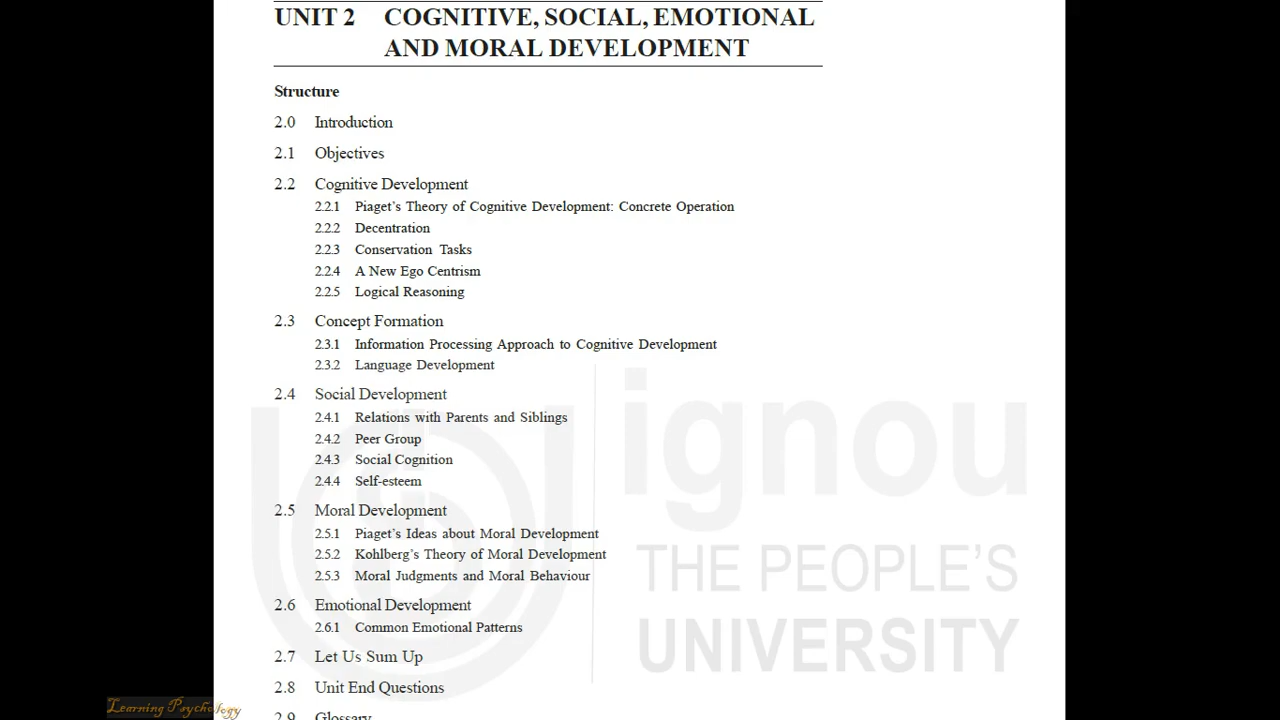 UNIT 2 COGNITIVE, SOCIAL, EMOTIONAL
AND MORAL DEVELOPMENT
Structure
2.0 Introduction
2.1 Objectives
2.2 Cognitive Development
2.2.1 Piaget's Theory of Cognitive Development: Concrete Operation
2.2.2 Decentration
2.2.3 Conservation Tasks
2.2.4 A New Ego Centrism
2.2.5 Logical Reasoning
2.3 Concept Formation
2.3.1 Information Processing Approach to Cognitive Development
2.3.2 Language Development
2.4 Social Development
2.4.1 Relations with Parents and Siblings
2.4.2 Peer Group
2.4.3 Social Cognition
2.4.4 Self-esteem
2.5 Moral Development
2.5.1 Piaget's Ideas about Moral Development
2.5.2 Kohlberg's Theory of Moral Development
2.5.3 Moral Judgments and Moral Behaviour
2.6 Emotional Development
2.6.1 Common Emotional Patterns
2.7 Let Us Sum Up
2.8 Unit End Questions
2.9 Glossary
ignou
THE PEOPLE'S
UNIVERSITY
Learning Psychology